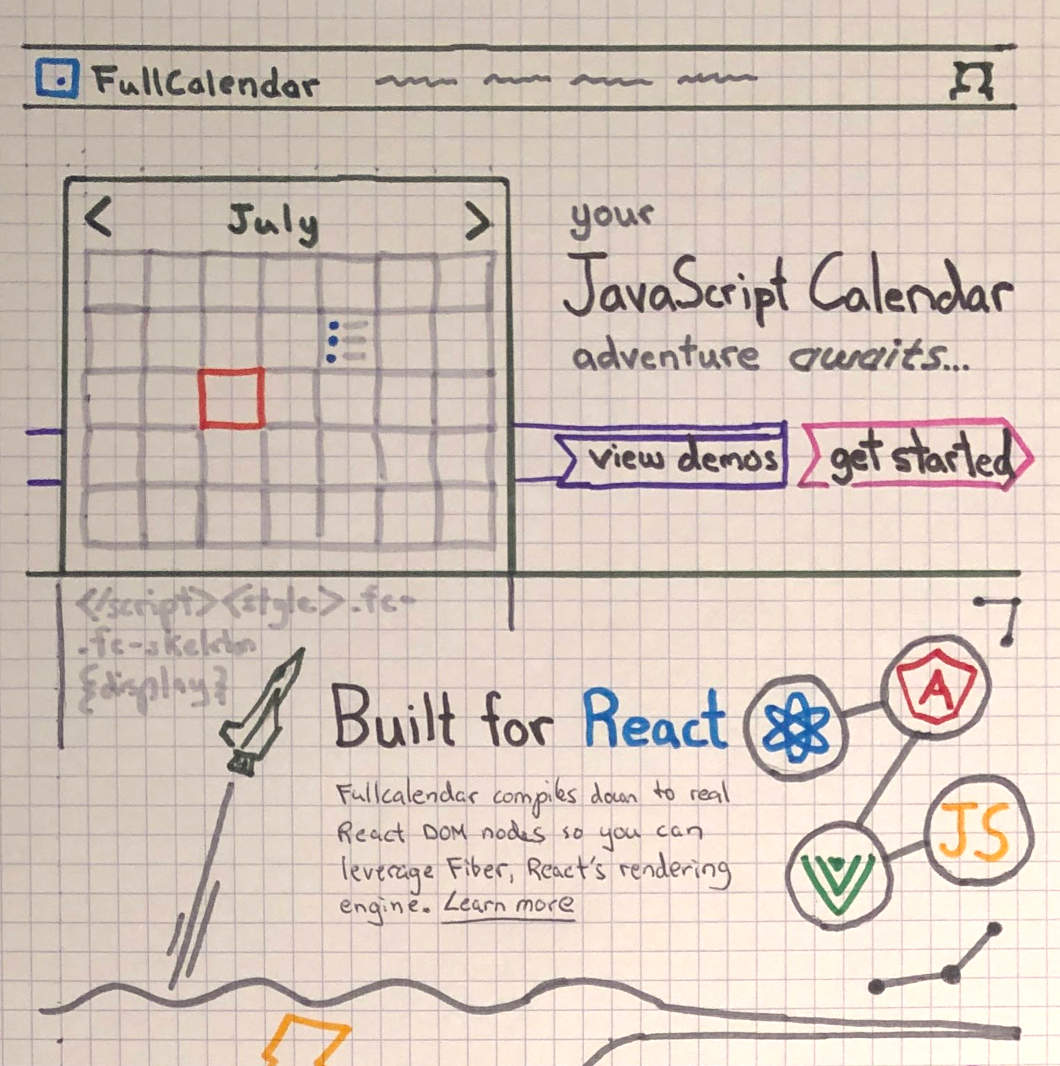 FullCalendar
< July >
your
JavaScript Calendar
adventure awaits...
view demos
get started
</script><style>.fc-
.fc-skeleton
{display}
Built for React
A
Fullcalendar compiles down to real
React DOM nodes so you can
leverage Fiber, React's rendering
engine. Learn more
JS